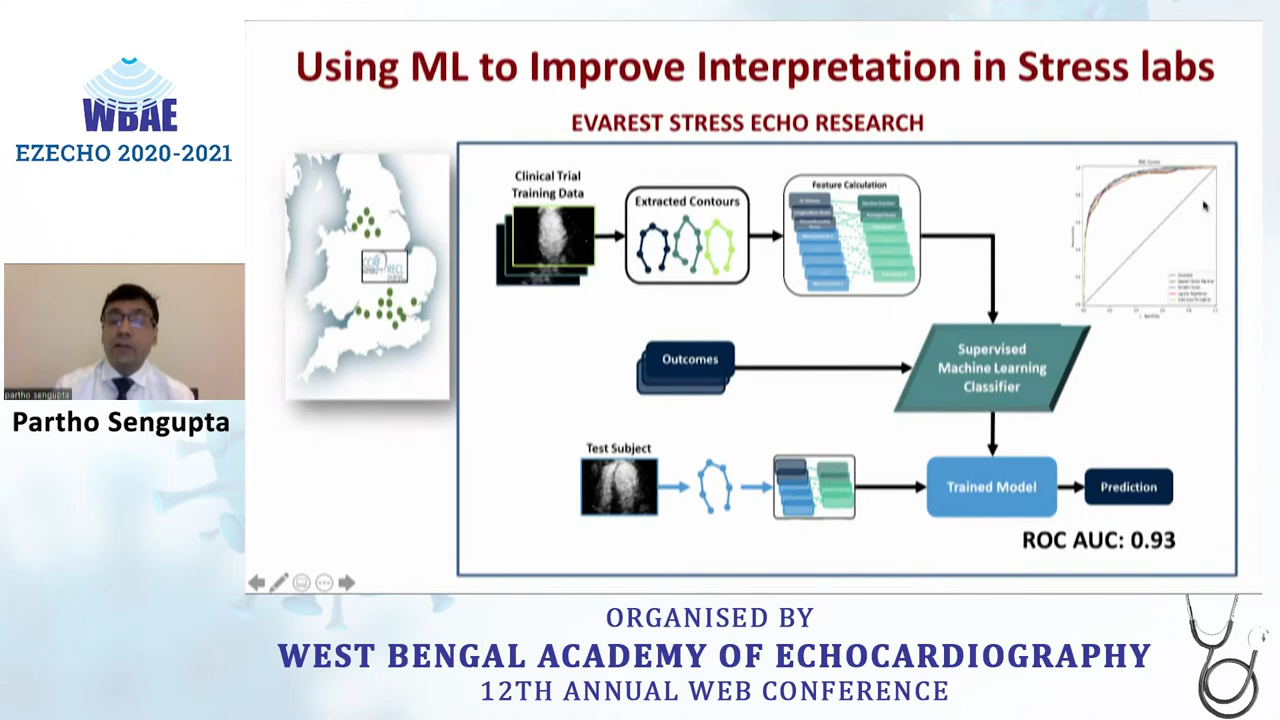 WBAE
EZECHO 2020-2021
partho sengupta
Partho Sengupta
Using ML to Improve Interpretation in Stress labs
EVAREST STRESS ECHO RESEARCH
Clinical Trial
Training Data
Extracted Contours
Feature Calculation
Outcomes
Supervised
Machine Learning
Classifier
Test Subject
Trained Model
Prediction
ROC AUC: 0.93
ORGANISED BY
WEST BENGAL ACADEMY OF ECHOCARDIOGRAPHY
12TH ANNUAL WEB CONFERENCE